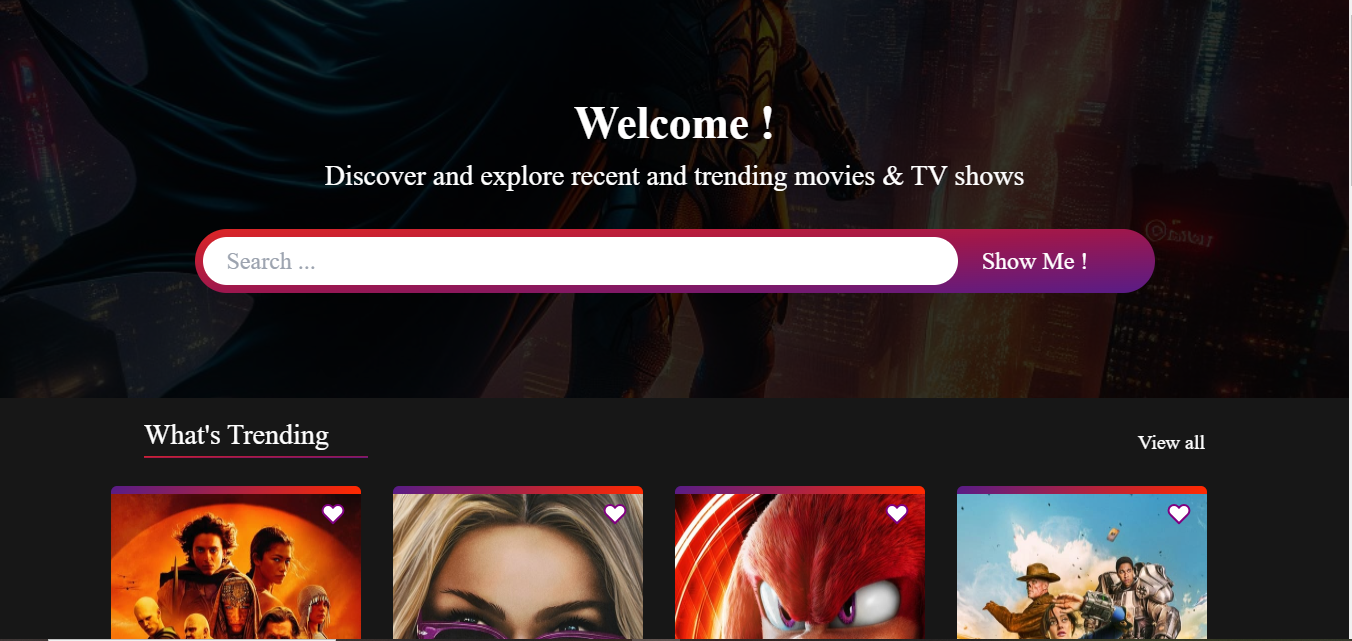 Welcome !
Discover and explore recent and trending movies & TV shows
Search ...
Show Me !
What's Trending
View all